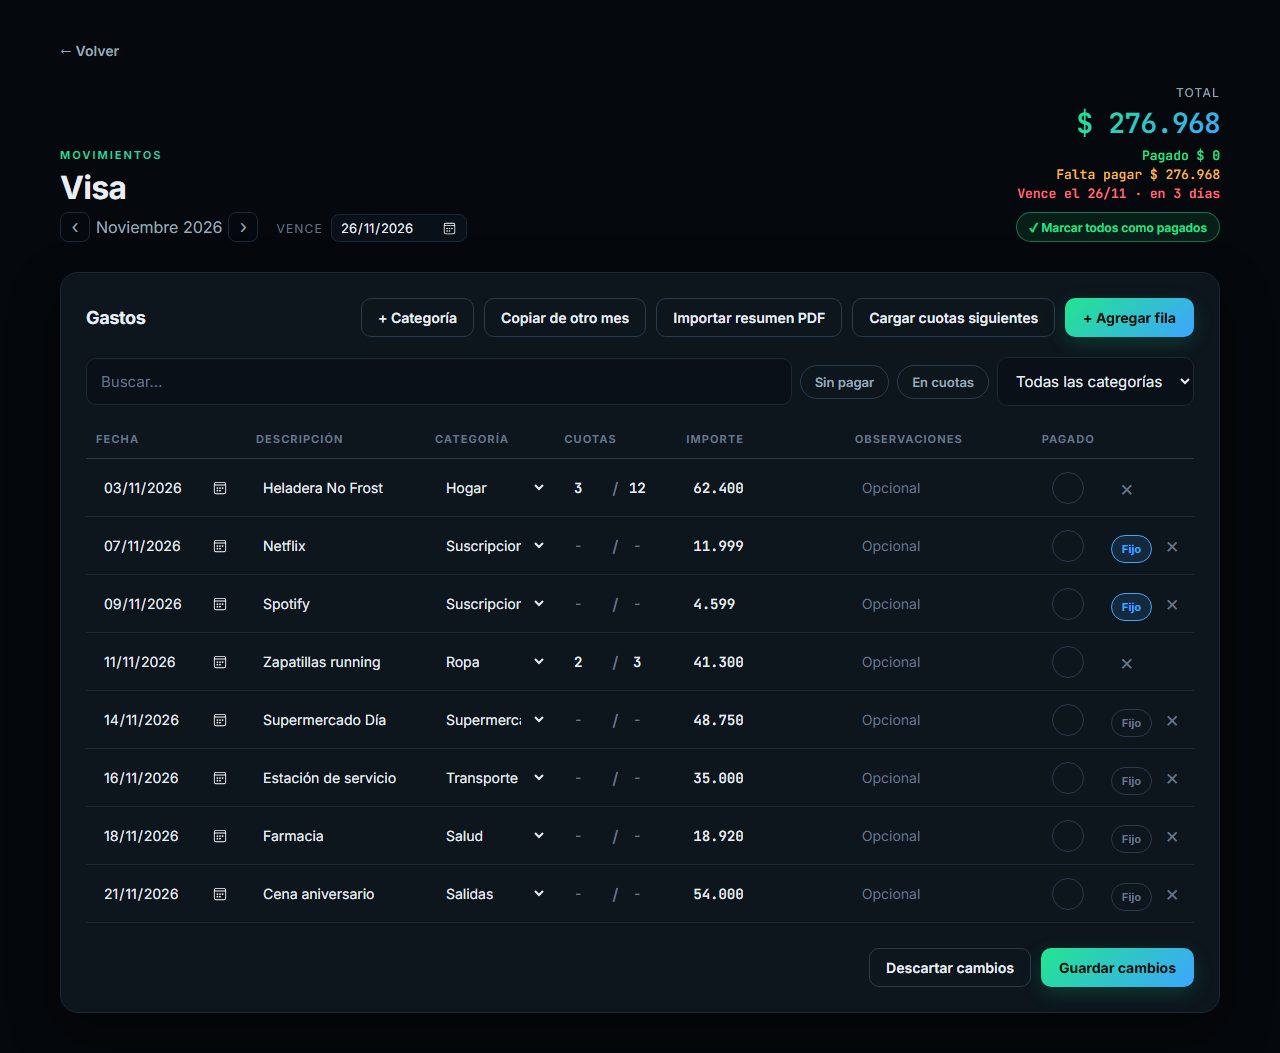 ← Volver
TOTAL
$ 276.968
MOVIMIENTOS
Pagado $ 0
Visa
Falta pagar $ 276.968
Vence el 26/11 · en 3 días
‹ Noviembre 2026 › VENCE 26/11/2026
✓ Marcar todos como pagados
Gastos + Categoría Copiar de otro mes Importar resumen PDF Cargar cuotas siguientes + Agregar fila
Buscar... Sin pagar En cuotas Todas las categorías
FECHA DESCRIPCIÓN CATEGORÍA CUOTAS IMPORTE OBSERVACIONES PAGADO
03/11/2026 Heladera No Frost Hogar 3 / 12 62.400 Opcional ×
07/11/2026 Netflix Suscripcior - / - 11.999 Opcional Fijo ×
09/11/2026 Spotify Suscripcior - / - 4.599 Opcional Fijo ×
11/11/2026 Zapatillas running Ropa 2 / 3 41.300 Opcional ×
14/11/2026 Supermercado Día Supermerca - / - 48.750 Opcional Fijo ×
16/11/2026 Estación de servicio Transporte - / - 35.000 Opcional Fijo ×
18/11/2026 Farmacia Salud - / - 18.920 Opcional Fijo ×
21/11/2026 Cena aniversario Salidas - / - 54.000 Opcional Fijo ×
Descartar cambios Guardar cambios